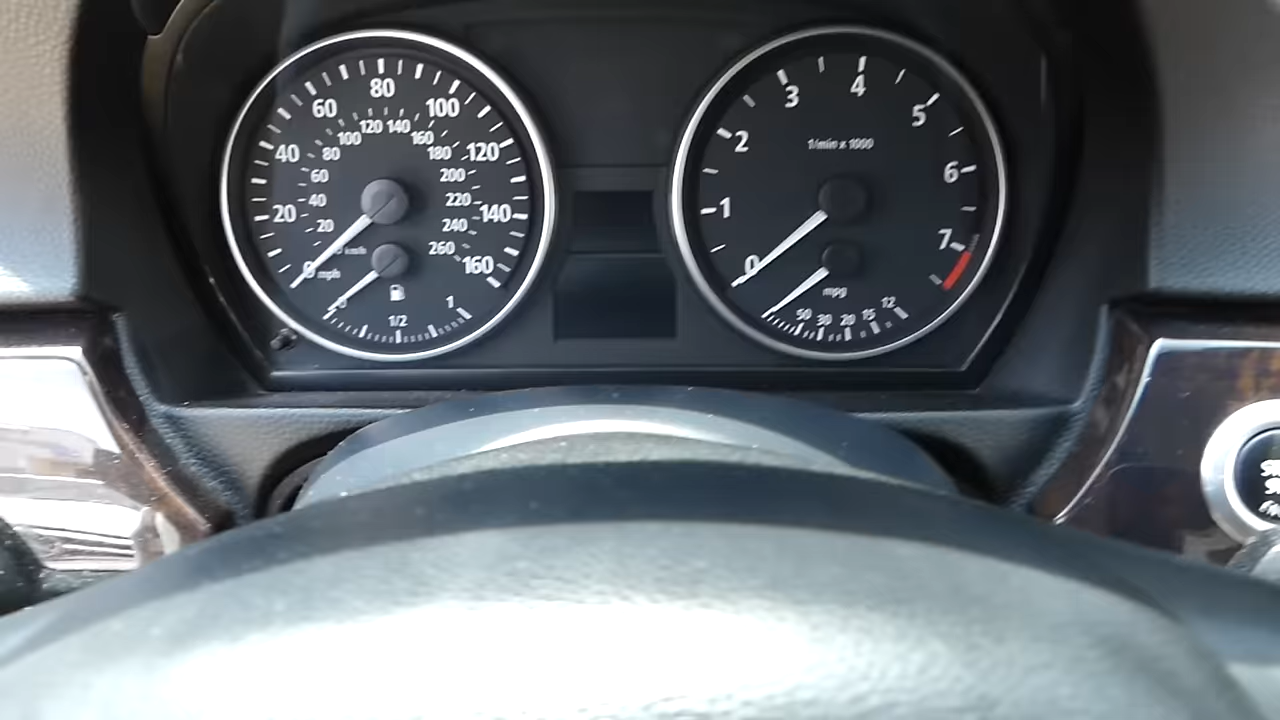 20 40 60 80 100 120 140 160
20 40 60 80 100 120 140 160 180 200 220 240 260
km/h
0 mph
0 1/2 1
0 1 2 3 4 5 6 7
1/min x 1000
mpg
50 30 20 15 12